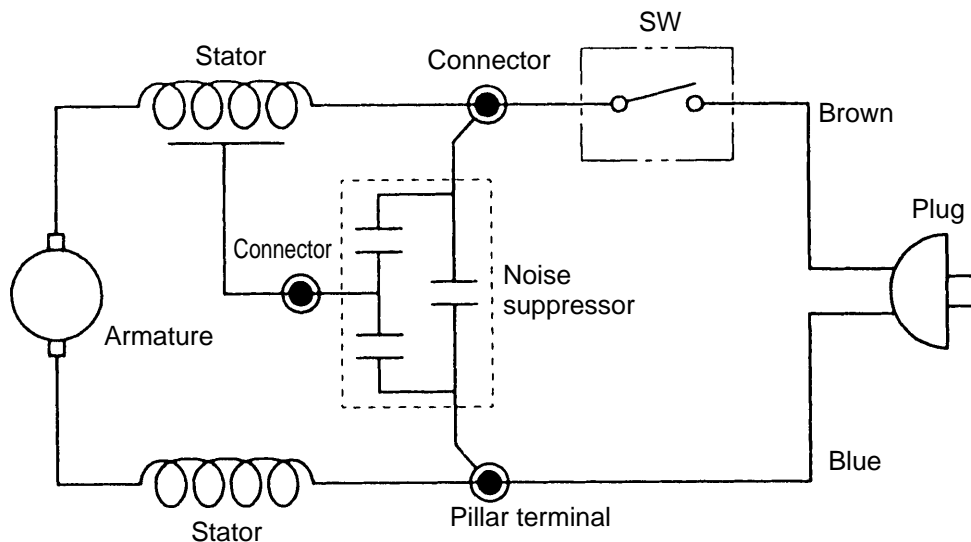 SW
Stator
Connector
Brown
Plug
Connector
Noise
suppressor
Armature
Blue
Pillar terminal
Stator